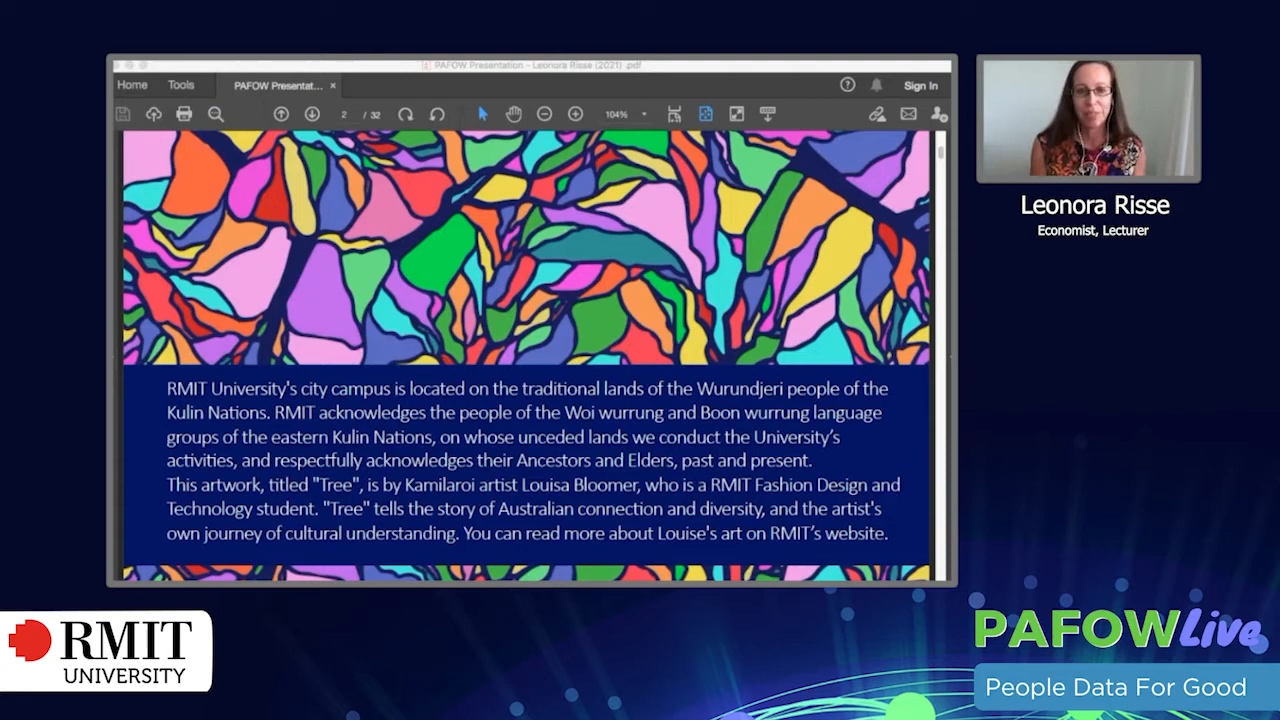 PAFOW Presentation - Leonora Risse (2021) .pdf
Home Tools PAFOW Presentat... × ? Sign In
2 / 32 104%
RMIT University's city campus is located on the traditional lands of the Wurundjeri people of the
Kulin Nations. RMIT acknowledges the people of the Woi wurrung and Boon wurrung language
groups of the eastern Kulin Nations, on whose unceded lands we conduct the University's
activities, and respectfully acknowledges their Ancestors and Elders, past and present.
This artwork, titled "Tree", is by Kamilaroi artist Louisa Bloomer, who is a RMIT Fashion Design and
Technology student. "Tree" tells the story of Australian connection and diversity, and the artist's
own journey of cultural understanding. You can read more about Louise's art on RMIT’s website.
Leonora Risse
Economist, Lecturer
RMIT
UNIVERSITY
PAFOW Live
People Data For Good